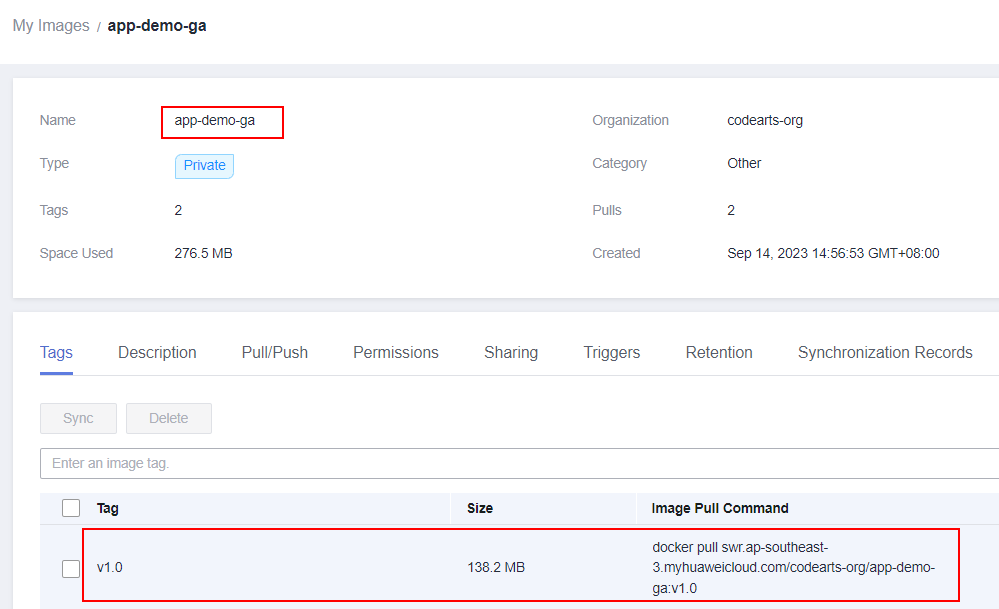 My Images / app-demo-ga
Name app-demo-ga Organization codearts-org
Type Private Category Other
Tags 2 Pulls 2
Space Used 276.5 MB Created Sep 14, 2023 14:56:53 GMT+08:00
Tags Description Pull/Push Permissions Sharing Triggers Retention Synchronization Records
Sync Delete
Enter an image tag.
Tag Size Image Pull Command
v1.0 138.2 MB docker pull swr.ap-southeast-
3.myhuaweicloud.com/codearts-org/app-demo-
ga:v1.0